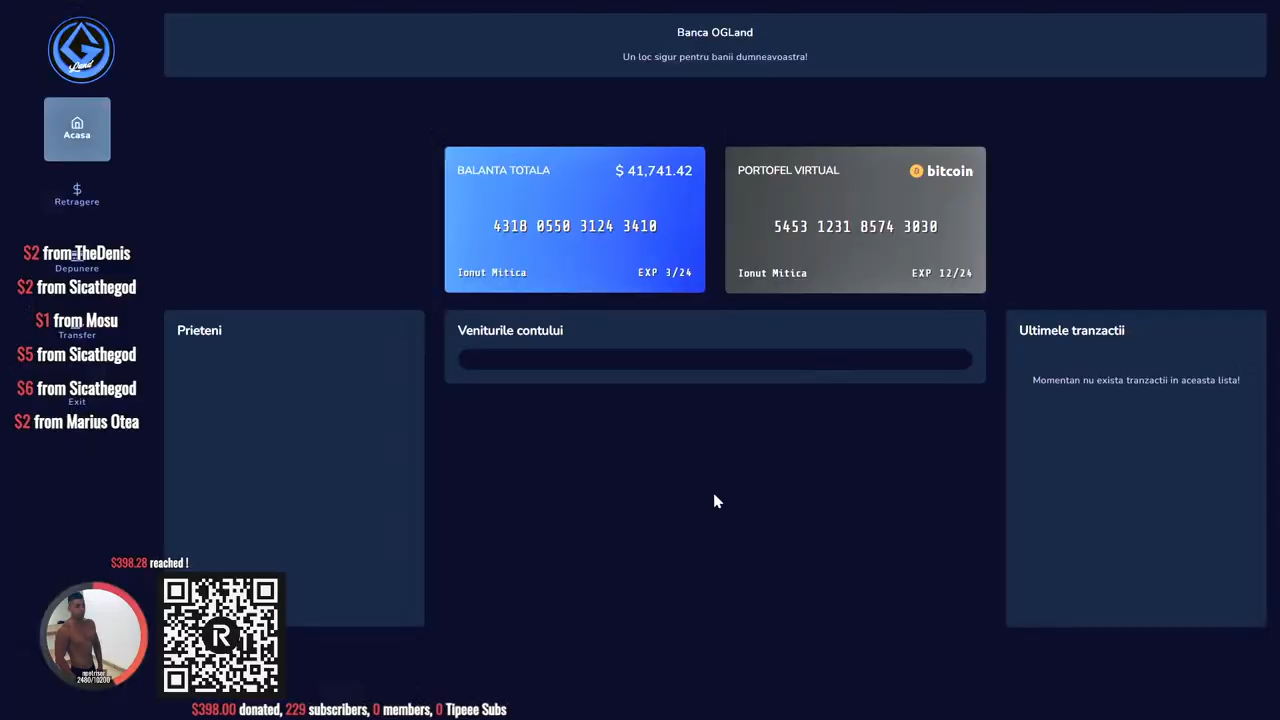 Banca OGLand
Un loc sigur pentru banii dumneavoastra!
Land
Acasa
Retragere
$2 from TheDenis
Depunere
$2 from Sicathegod
$1 from Mosu
Transfer
$5 from Sicathegod
$6 from Sicathegod
Exit
$2 from Marius Otea
BALANTA TOTALA
$ 41,741.42
4318 0550 3124 3410
Ionut Mitica
EXP 3/24
PORTOFEL VIRTUAL
bitcoin
5453 1231 8574 3030
Ionut Mitica
EXP 12/24
Prieteni
Veniturile contului
Ultimele tranzactii
Momentan nu exista tranzactii in aceasta lista!
$398.28 reached !
2480/10200
R
$398.00 donated, 229 subscribers, 0 members, 0 Tipeee Subs